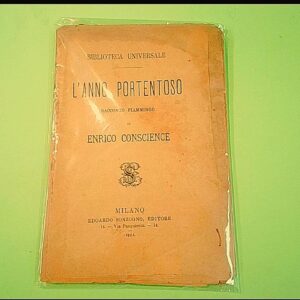 BIBLIOTECA UNIVERSALE
L'ANNO PORTENTOSO
RACCONTO FIAMMINGO
DI
ENRICO CONSCIENCE
MILANO
EDOARDO SONZOGNO, EDITORE
14. — Via Pasquirolo. — 14.